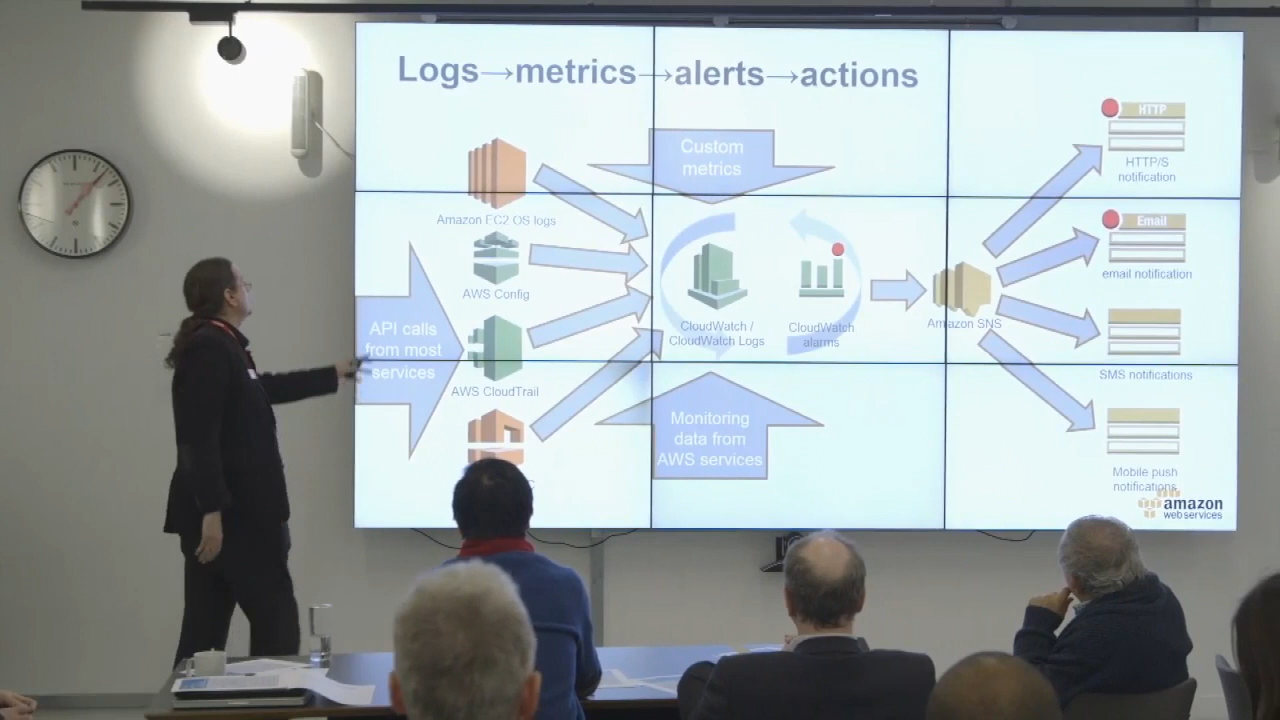 Logs→metrics→alerts→actions
Custom
metrics
HTTP
HTTP/S
notification
Amazon EC2 OS logs
Email
email notification
AWS Config
API calls
from most
services
CloudWatch /
CloudWatch Logs
CloudWatch
alarms
Amazon SNS
AWS CloudTrail
SMS notifications
Monitoring
data from
AWS services
Mobile push
notifications
amazon
webservices